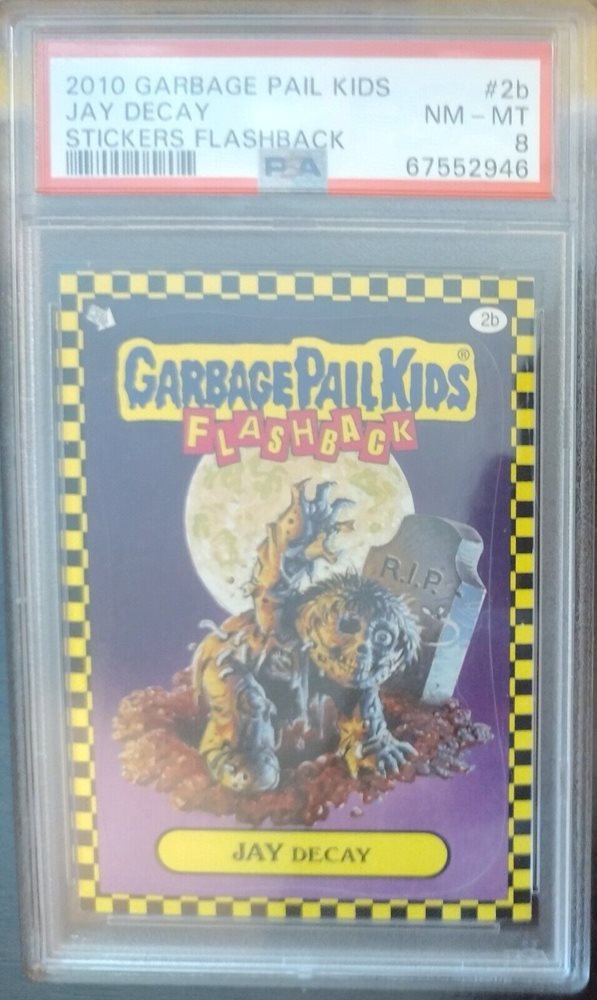 2010 GARBAGE PAIL KIDS #2b
JAY DECAY NM - MT
STICKERS FLASHBACK 8
PSA 67552946
2b
GARBAGE PAIL KIDS®
FLASHBACK
R.I.P.
JAY DECAY